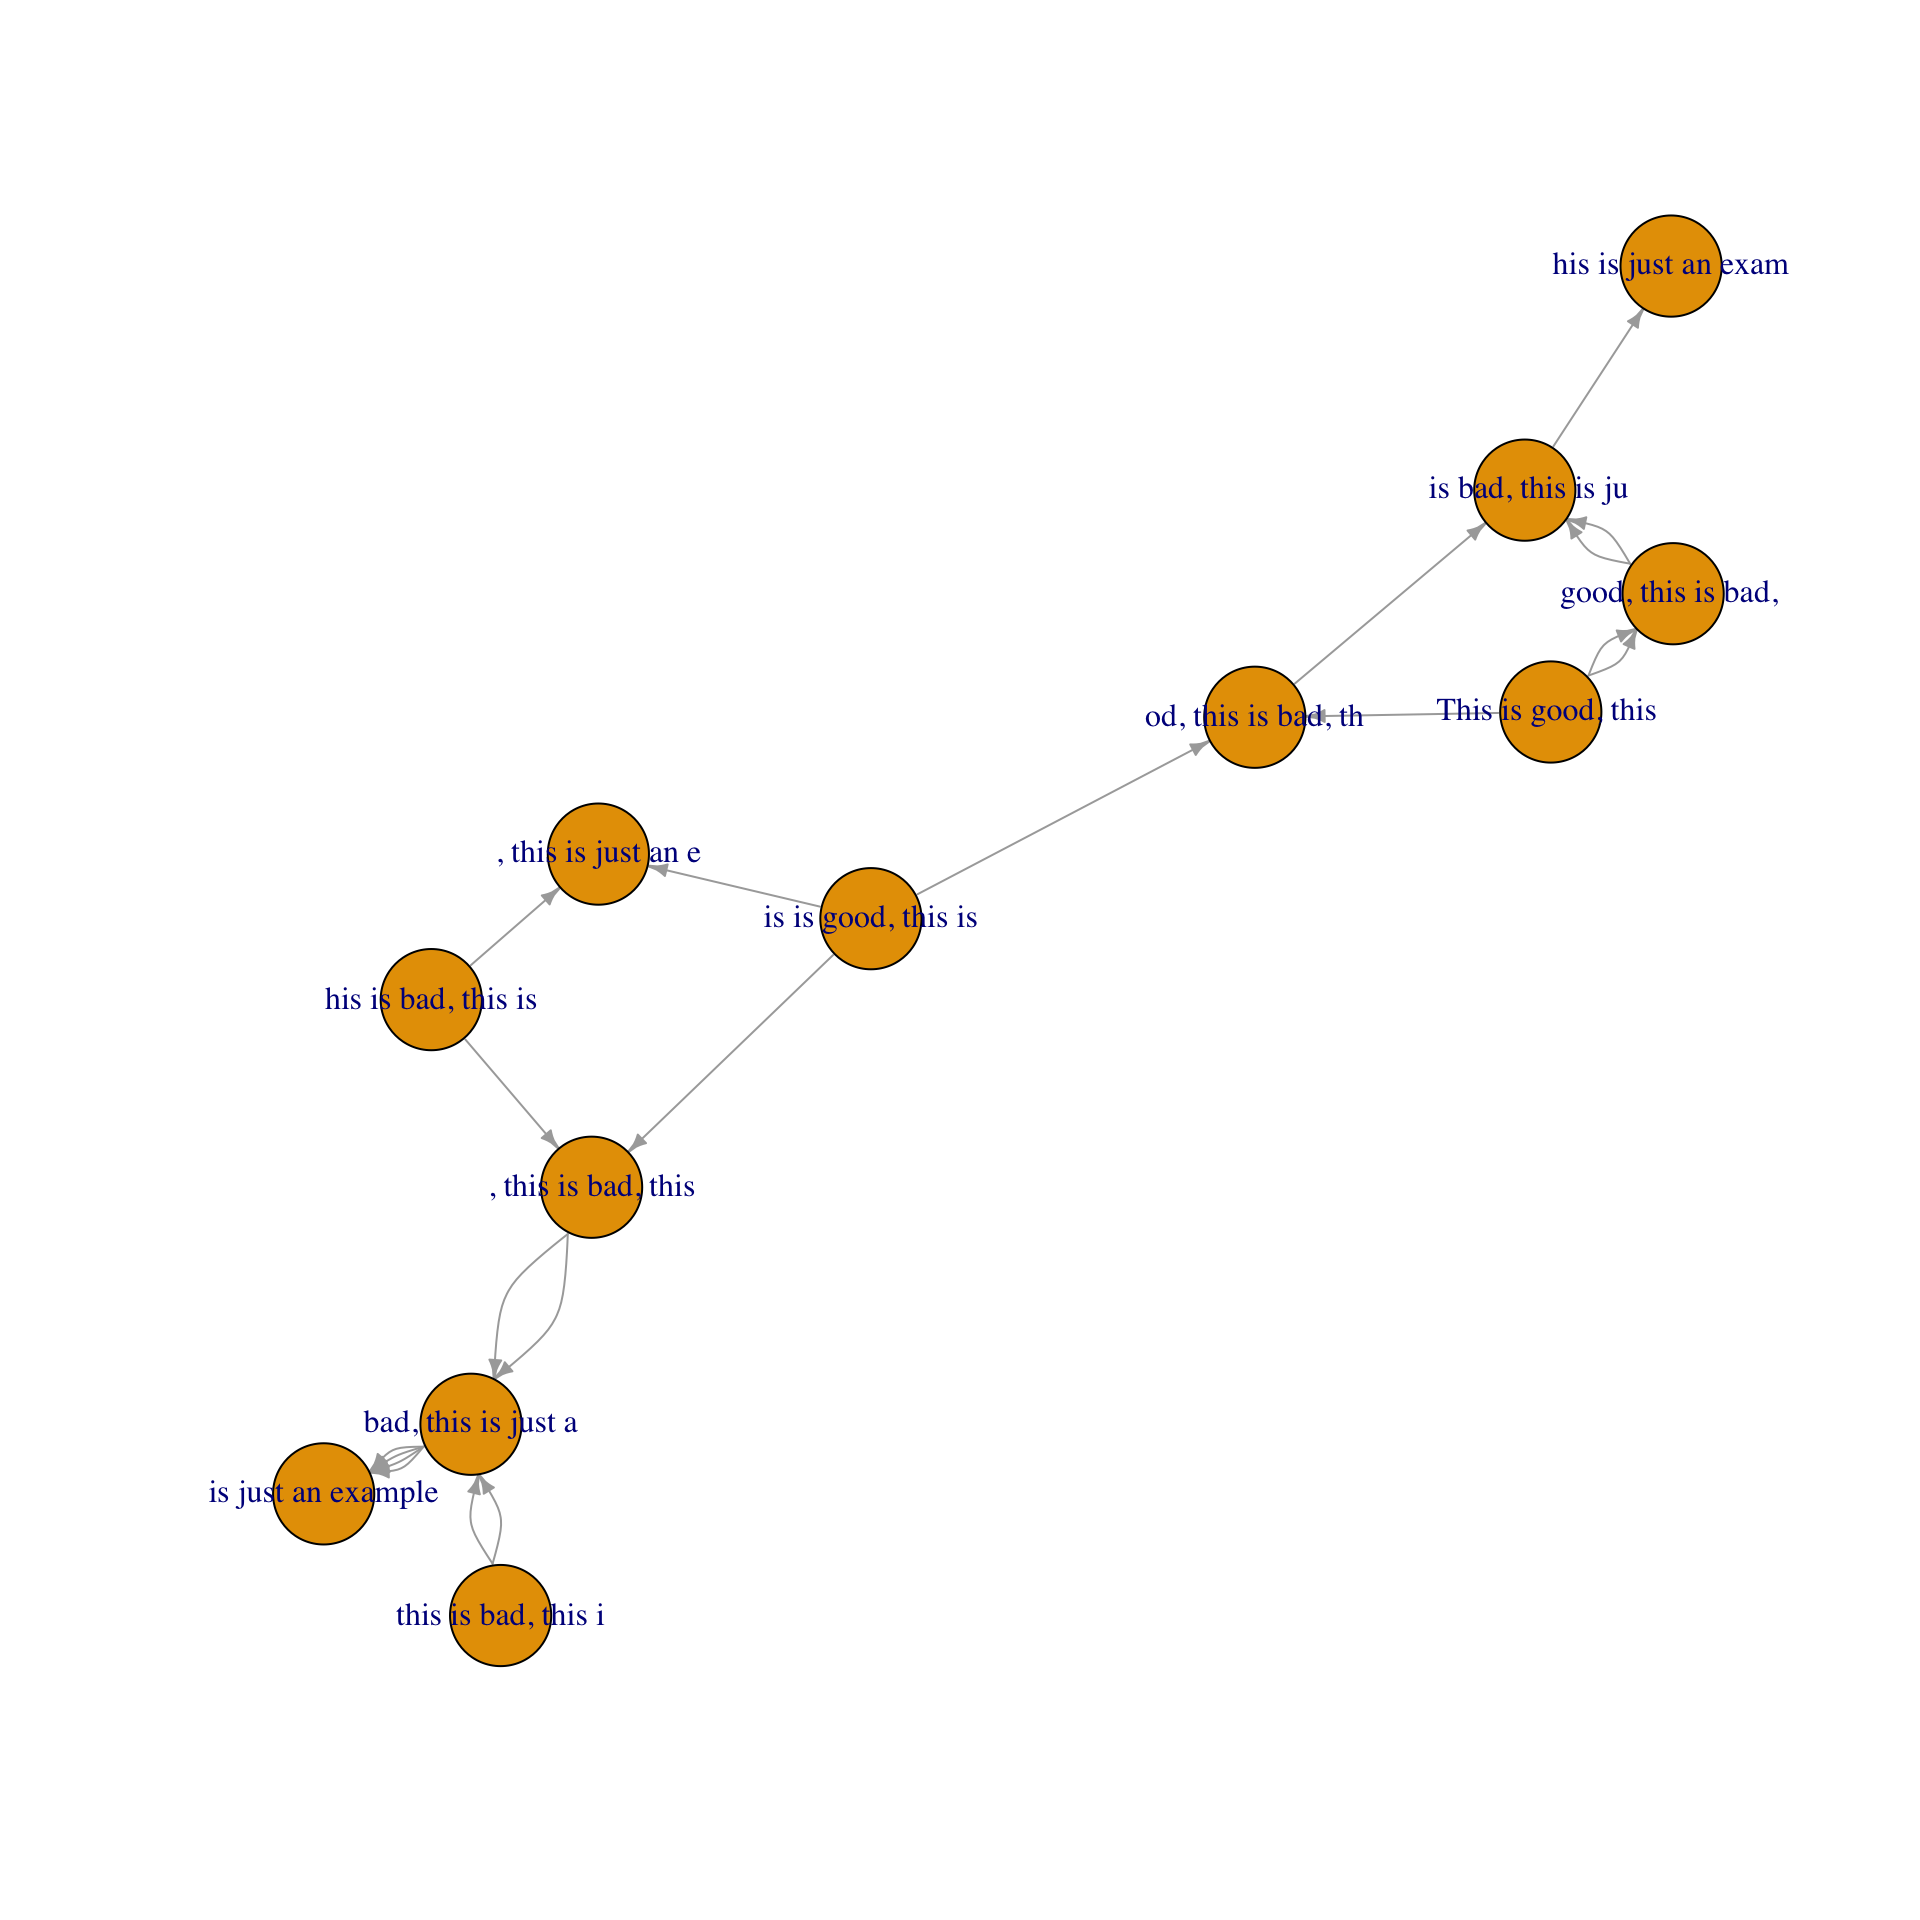 his is just an exam
is bad, this is ju
good, this is bad,
od, this is bad, th
This is good, this
, this is just an e
is is good, this is
his is bad, this is
, this is bad, this
bad, this is just a
is just an example
this is bad, this i